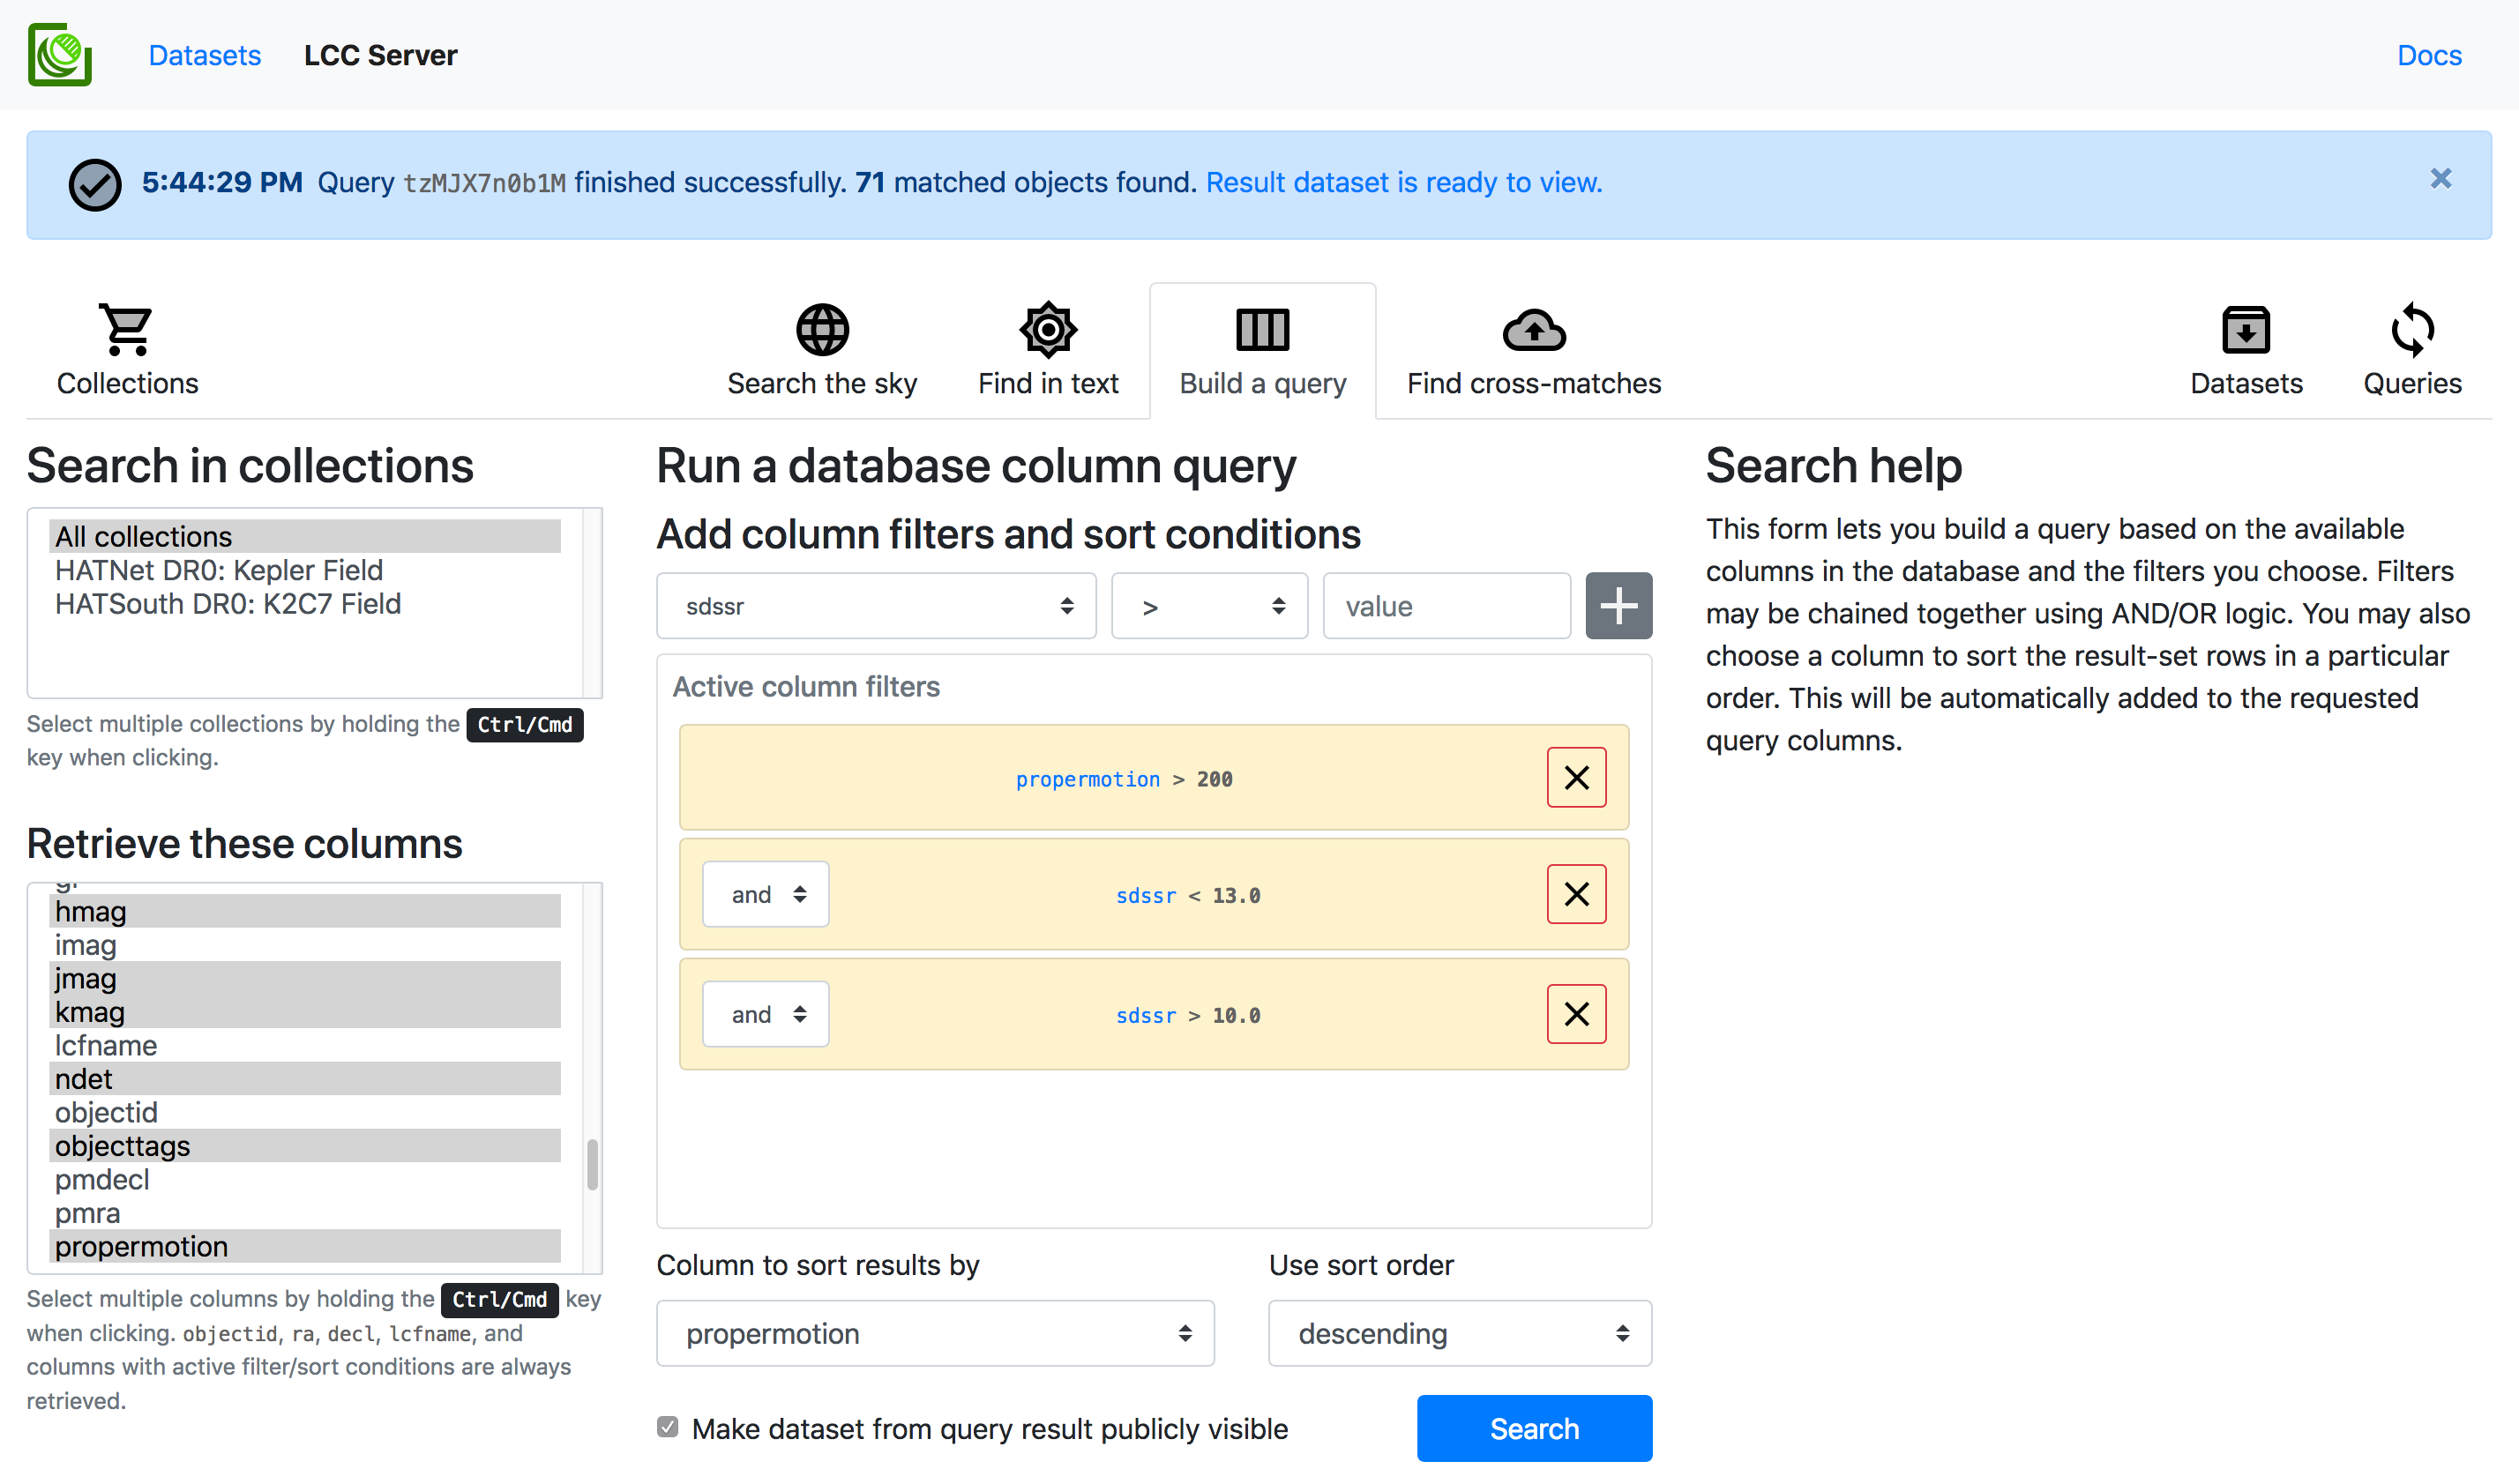 Datasets LCC Server Docs
5:44:29 PM Query tzMJX7n0b1M finished successfully. 71 matched objects found. Result dataset is ready to view. ×
Collections Search the sky Find in text Build a query Find cross-matches Datasets Queries
Search in collections
All collections
HATNet DR0: Kepler Field
HATSouth DR0: K2C7 Field
Select multiple collections by holding the Ctrl/Cmd
key when clicking.
Retrieve these columns
hmag
imag
jmag
kmag
lcfname
ndet
objectid
objecttags
pmdecl
pmra
propermotion
Select multiple columns by holding the Ctrl/Cmd key
when clicking. objectid, ra, decl, lcfname, and
columns with active filter/sort conditions are always
retrieved.
Run a database column query
Add column filters and sort conditions
sdssr > value
Active column filters
propermotion > 200
and sdssr < 13.0
and sdssr > 10.0
Column to sort results by Use sort order
propermotion descending
Make dataset from query result publicly visible Search
Search help
This form lets you build a query based on the available
columns in the database and the filters you choose. Filters
may be chained together using AND/OR logic. You may also
choose a column to sort the result-set rows in a particular
order. This will be automatically added to the requested
query columns.